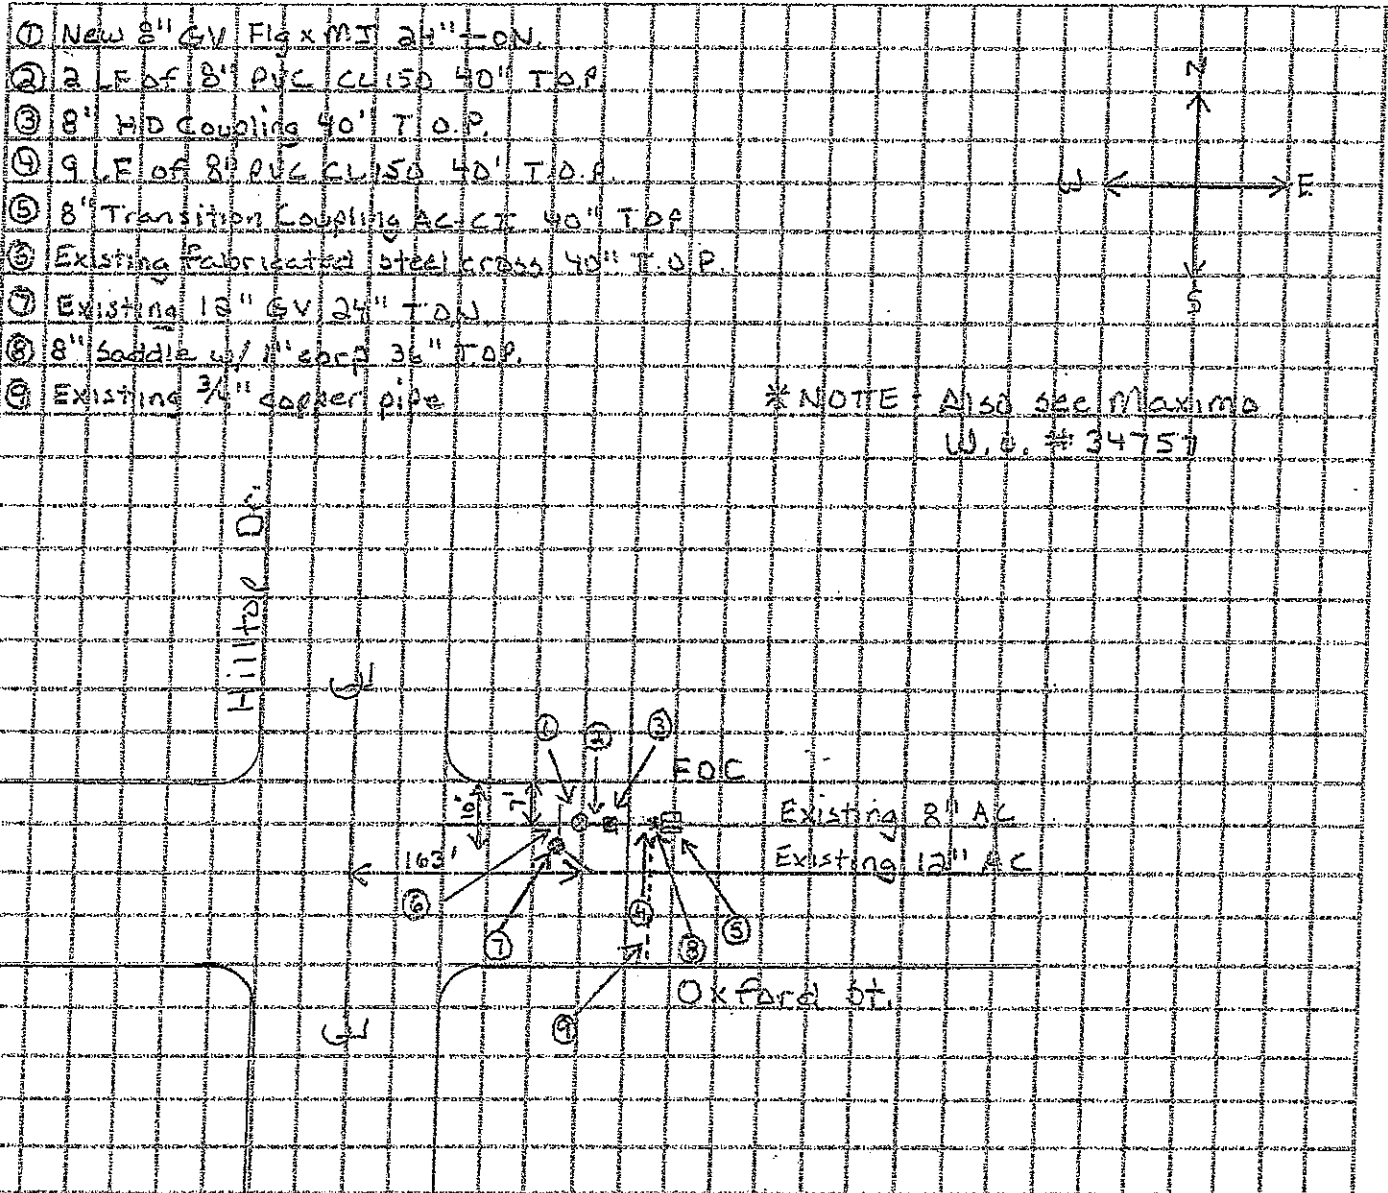 ① New 8" GV Flg x MJ 24" T-ON.
② 2 LF of 8" PVC CL150 40" T.O.P.
③ 8" HD Coupling 40" T.O.P.
④ 9 LF of 8" PVC CL150 40" T.O.P.
⑤ 8" Transition Coupling AC-CI 40" TOP
⑥ Existing fabricated steel cross 40" T.O.P.
⑦ Existing 12" GV 24" T.O.N.
⑧ 8" Saddle w/ 1" corp 36" TOP.
⑨ Existing 3/4" copper pipe
N
W
E
S
* NOTE - Also see Maximo
W.O. # 34757
Hilltop Dr.
CL
① ② ③
EOC
10'
7'
Existing 8" AC
163'
Existing 12" AC
⑥ ④
⑦ ⑧ ⑤
Oxford St.
CL
⑨